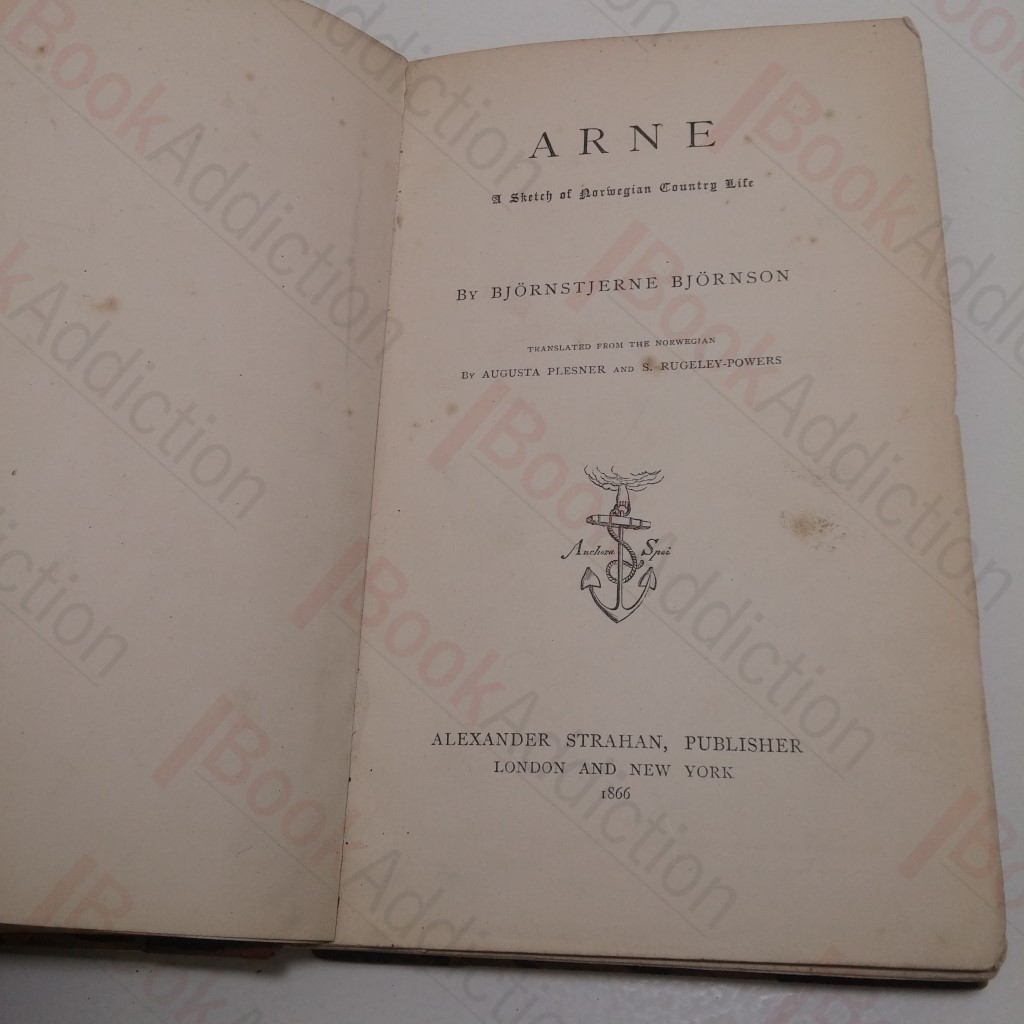 ARNE
A Sketch of Norwegian Country Life
By BJÖRNSTJERNE BJÖRNSON
TRANSLATED FROM THE NORWEGIAN
By AUGUSTA PLESNER AND S. RUGELEY-POWERS
Anchora Spei
ALEXANDER STRAHAN, PUBLISHER
LONDON AND NEW YORK
1866
BookAddiction